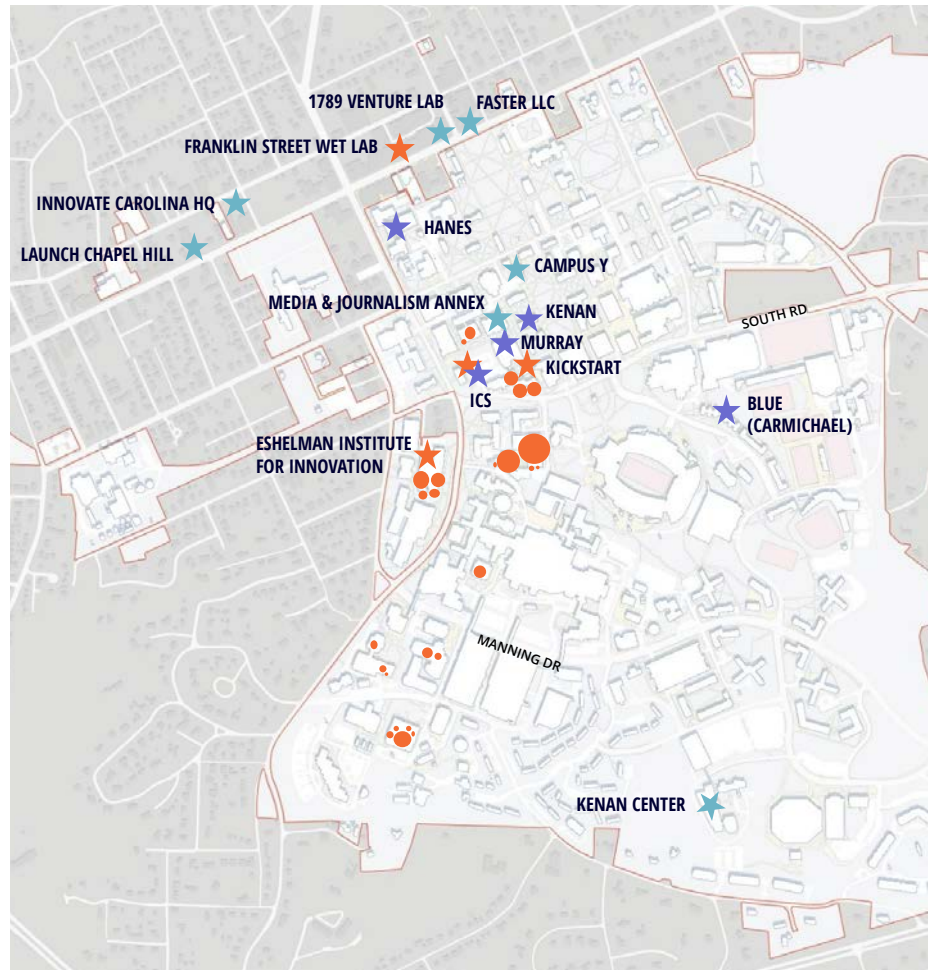 1789 VENTURE LAB
FASTER LLC
FRANKLIN STREET WET LAB
INNOVATE CAROLINA HQ
HANES
LAUNCH CHAPEL HILL
CAMPUS Y
MEDIA & JOURNALISM ANNEX
KENAN
SOUTH RD
MURRAY
KICKSTART
ICS
BLUE
(CARMICHAEL)
ESHELMAN INSTITUTE
FOR INNOVATION
MANNING DR
KENAN CENTER